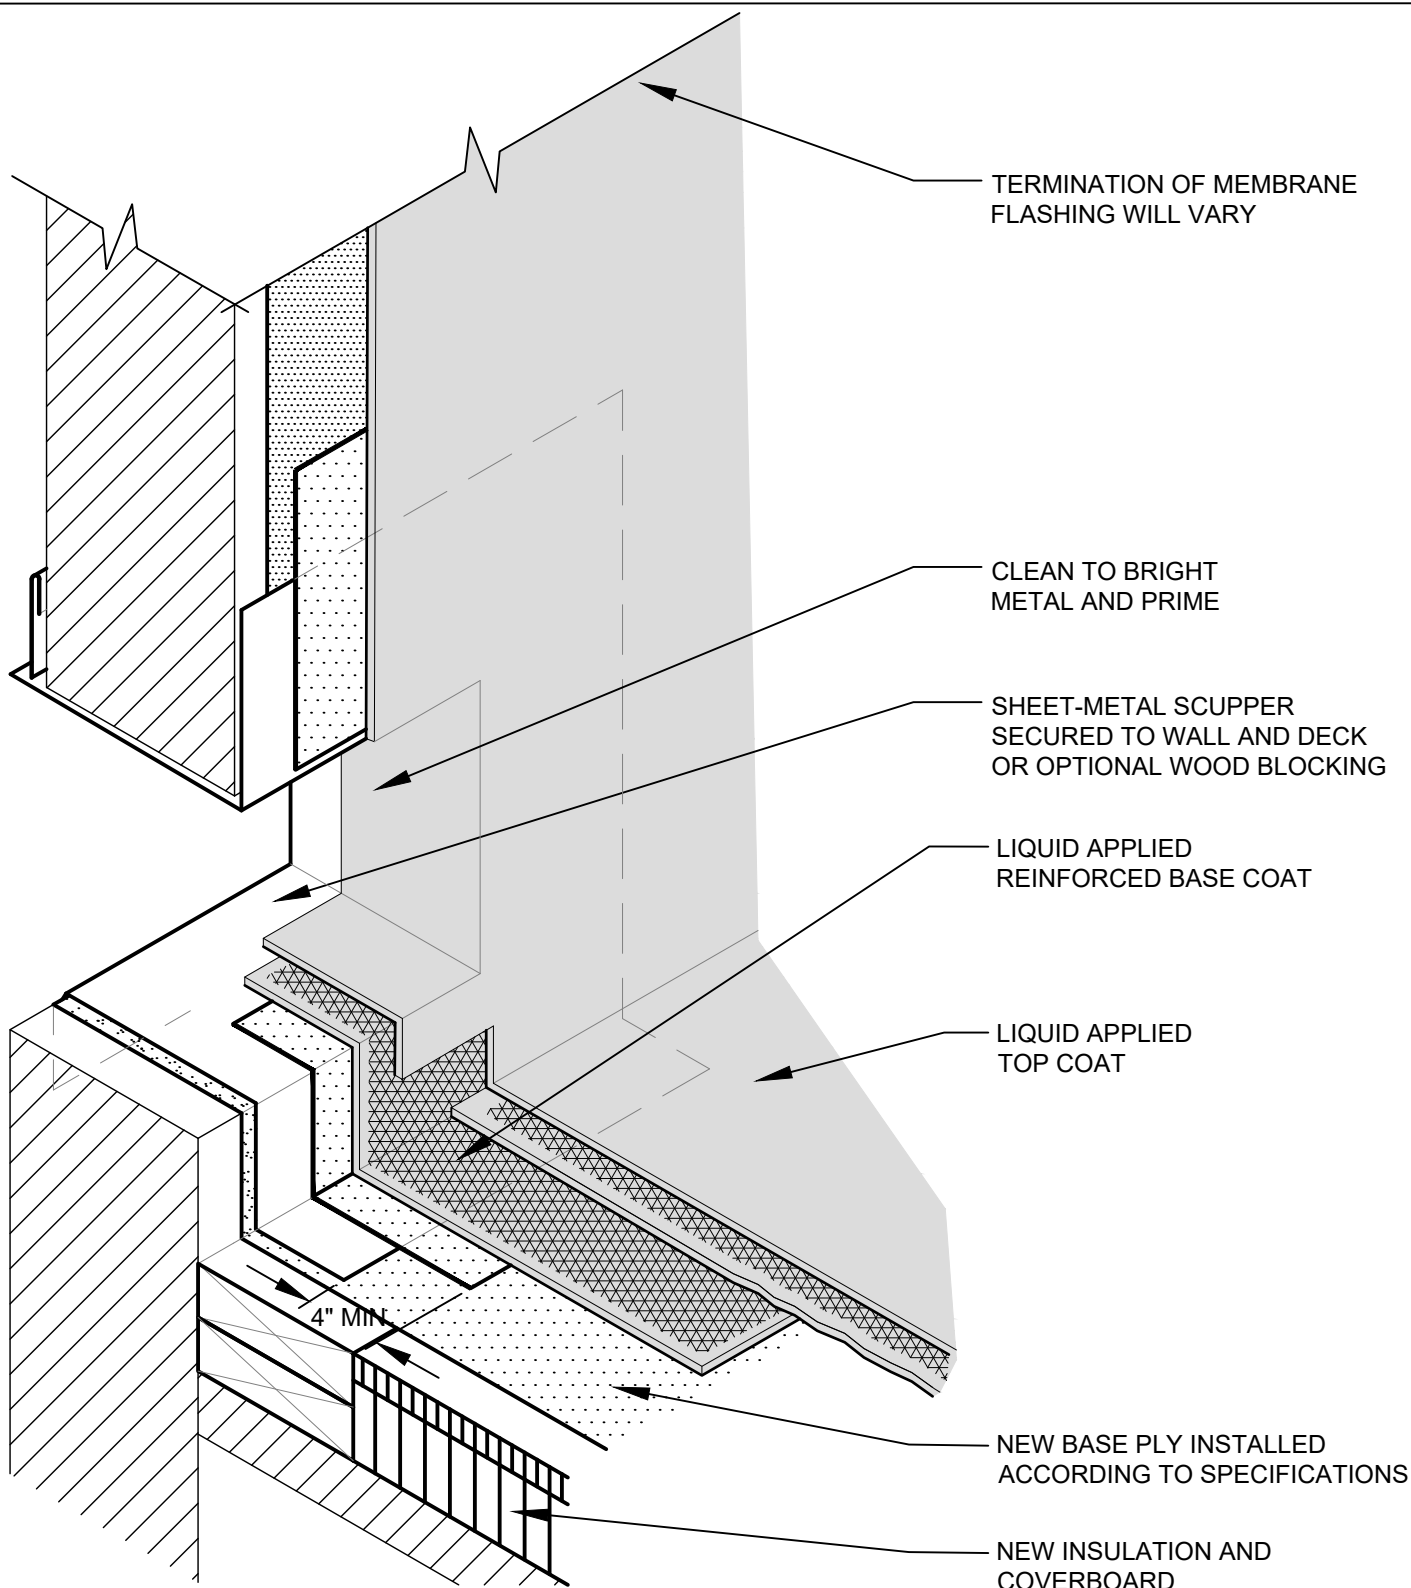 TERMINATION OF MEMBRANE
FLASHING WILL VARY
CLEAN TO BRIGHT
METAL AND PRIME
SHEET-METAL SCUPPER
SECURED TO WALL AND DECK
OR OPTIONAL WOOD BLOCKING
LIQUID APPLIED
REINFORCED BASE COAT
LIQUID APPLIED
TOP COAT
4" MIN.
NEW BASE PLY INSTALLED
ACCORDING TO SPECIFICATIONS
NEW INSULATION AND
COVERBOARD